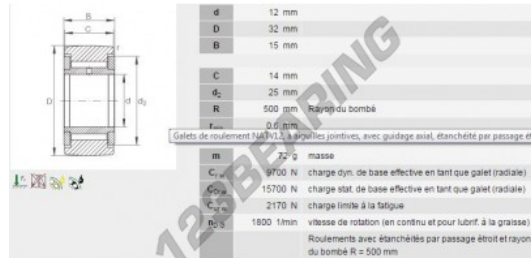 B
C
r
D
d
d2
d 12 mm
D 32 mm
B 15 mm
C 14 mm
d2 25 mm
R 500 mm Rayon du bombé
0.6 mm
Galets de roulement NATV12, à aiguilles jointives, avec guidage axial, étanchéité par passage ét
m 72 g masse
9700 N charge dyn. de base effective en tant que galet (radiale)
15700 N charge stat. de base effective en tant que galet (radiale)
2170 N charge limite à la fatigue
1800 1/min vitesse de rotation (en continu et pour lubrif. à la graisse)
Roulements avec étanchéités par passage étroit et rayon
du bombé R = 500 mm
123BEARING